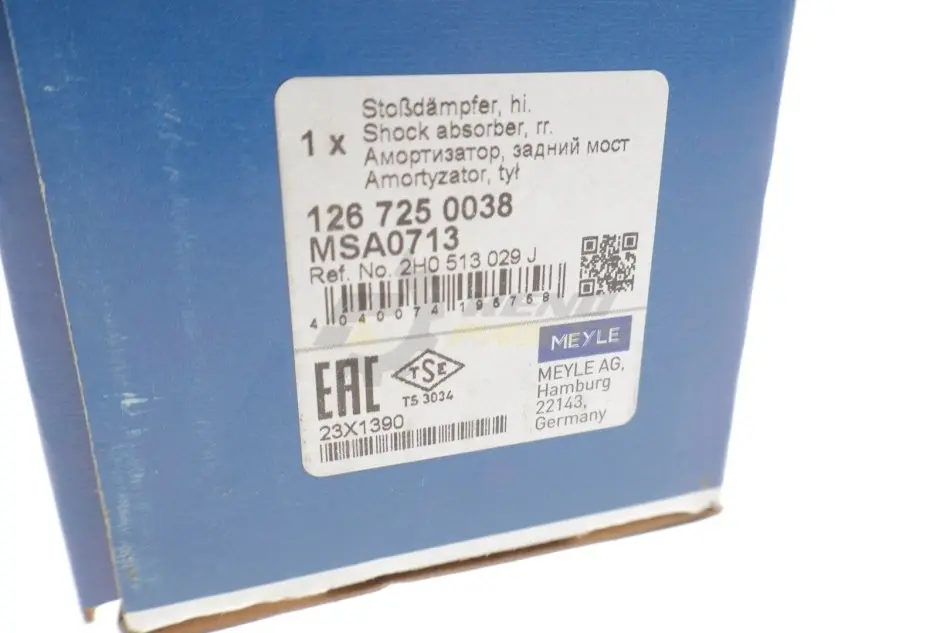 Stoßdämpfer, hi.
1 x Shock absorber, rr.
Амортизатор, задний мост
Amortyzator, tył
126 725 0038
MSA0713
Ref. No. 2H0 513 029 J
4 040074 195758
MEYLE
EAC
TSE
TS 3034
MEYLE AG,
Hamburg
22143,
Germany
23X1390